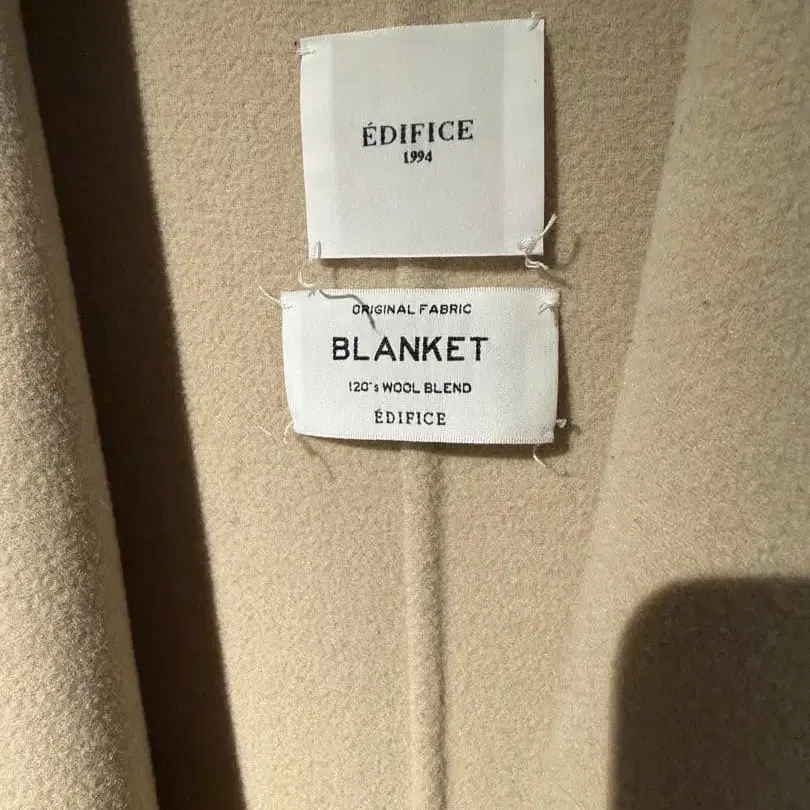 ÉDIFICE
1994
ORIGINAL FABRIC
BLANKET
120's WOOL BLEND
ÉDIFICE